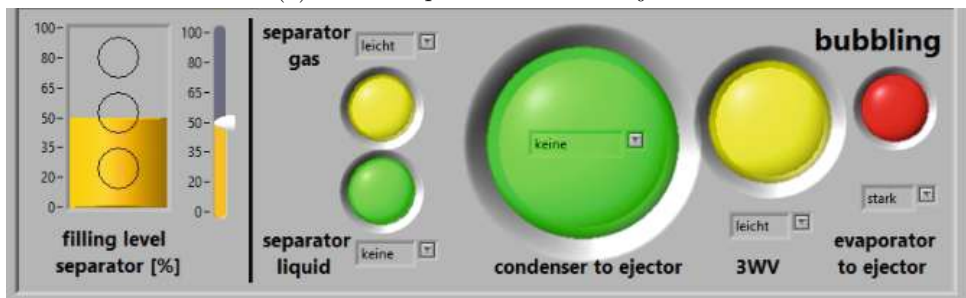 100-
80-
65-
50-
35-
20-
0-
100-
80-
65-
50-
35-
20-
0-
filling level
separator [%]
separator
gas
leicht
separator
liquid
keine
keine
condenser to ejector
bubbling
leicht
3WV
stark
evaporator
to ejector